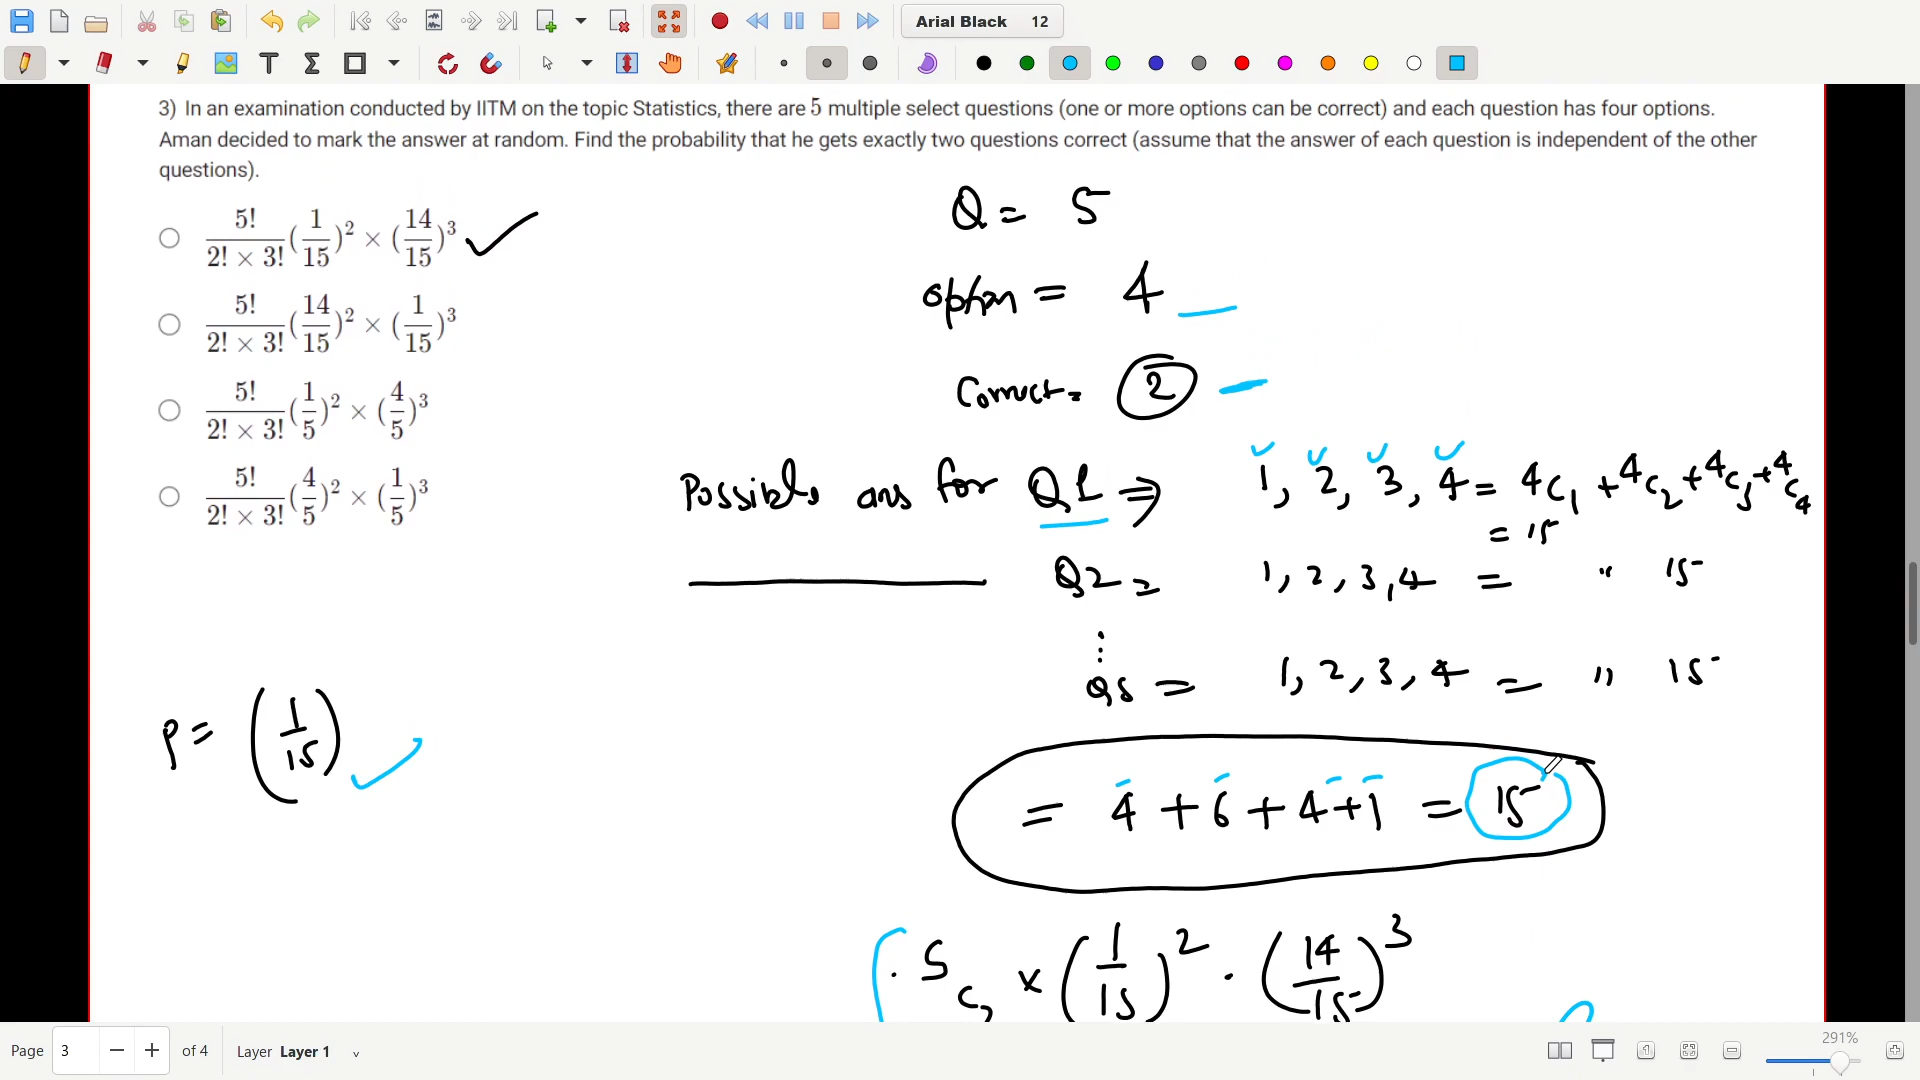 Arial Black 12
3) In an examination conducted by IITM on the topic Statistics, there are 5 multiple select questions (one or more options can be correct) and each question has four options.
Aman decided to mark the answer at random. Find the probability that he gets exactly two questions correct (assume that the answer of each question is independent of the other
questions).
5!/(2! × 3!) (1/15)² × (14/15)³ ✓
5!/(2! × 3!) (14/15)² × (1/15)³
5!/(2! × 3!) (1/5)² × (4/5)³
5!/(2! × 3!) (4/5)² × (1/5)³
Q = 5
option = 4
Correct = 2
Possible ans for Q1 ⇒ 1, 2, 3, 4 = 4C1 + 4C2 + 4C3 + 4C4
= 15
Q2 = 1, 2, 3, 4 = " 15
⋮
Q5 = 1, 2, 3, 4 = " 15
P = (1/15) ✓
= 4 + 6 + 4 + 1 = 15
. 5C2 × (1/15)² . (14/15)³
Page 3 of 4 Layer Layer 1
291%